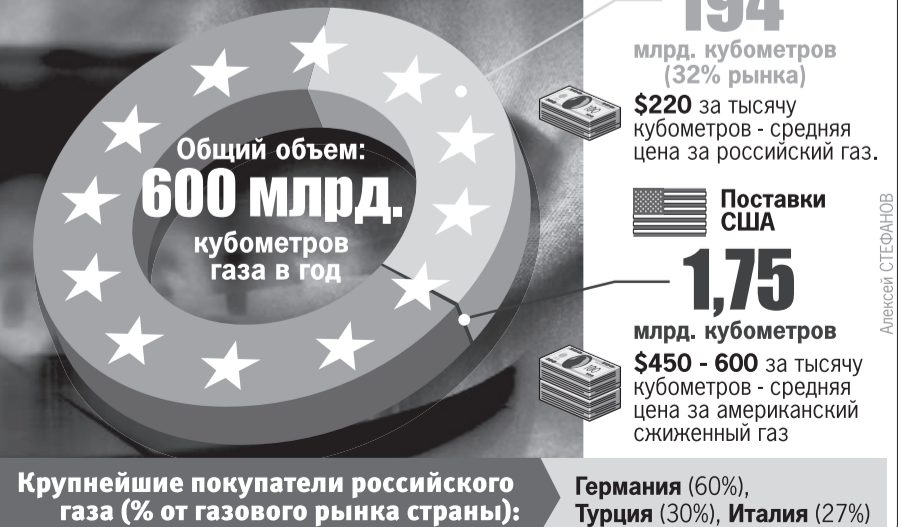 194
млрд. кубометров
(32% рынка)
$220 за тысячу
кубометров - средняя
цена за российский газ.
Общий объем:
600 млрд.
кубометров
газа в год
Поставки
США
1,75
млрд. кубометров
$450 - 600 за тысячу
кубометров - средняя
цена за американский
сжиженный газ
Алексей СТЕФАНОВ
Крупнейшие покупатели российского
газа (% от газового рынка страны):
Германия (60%),
Турция (30%), Италия (27%)